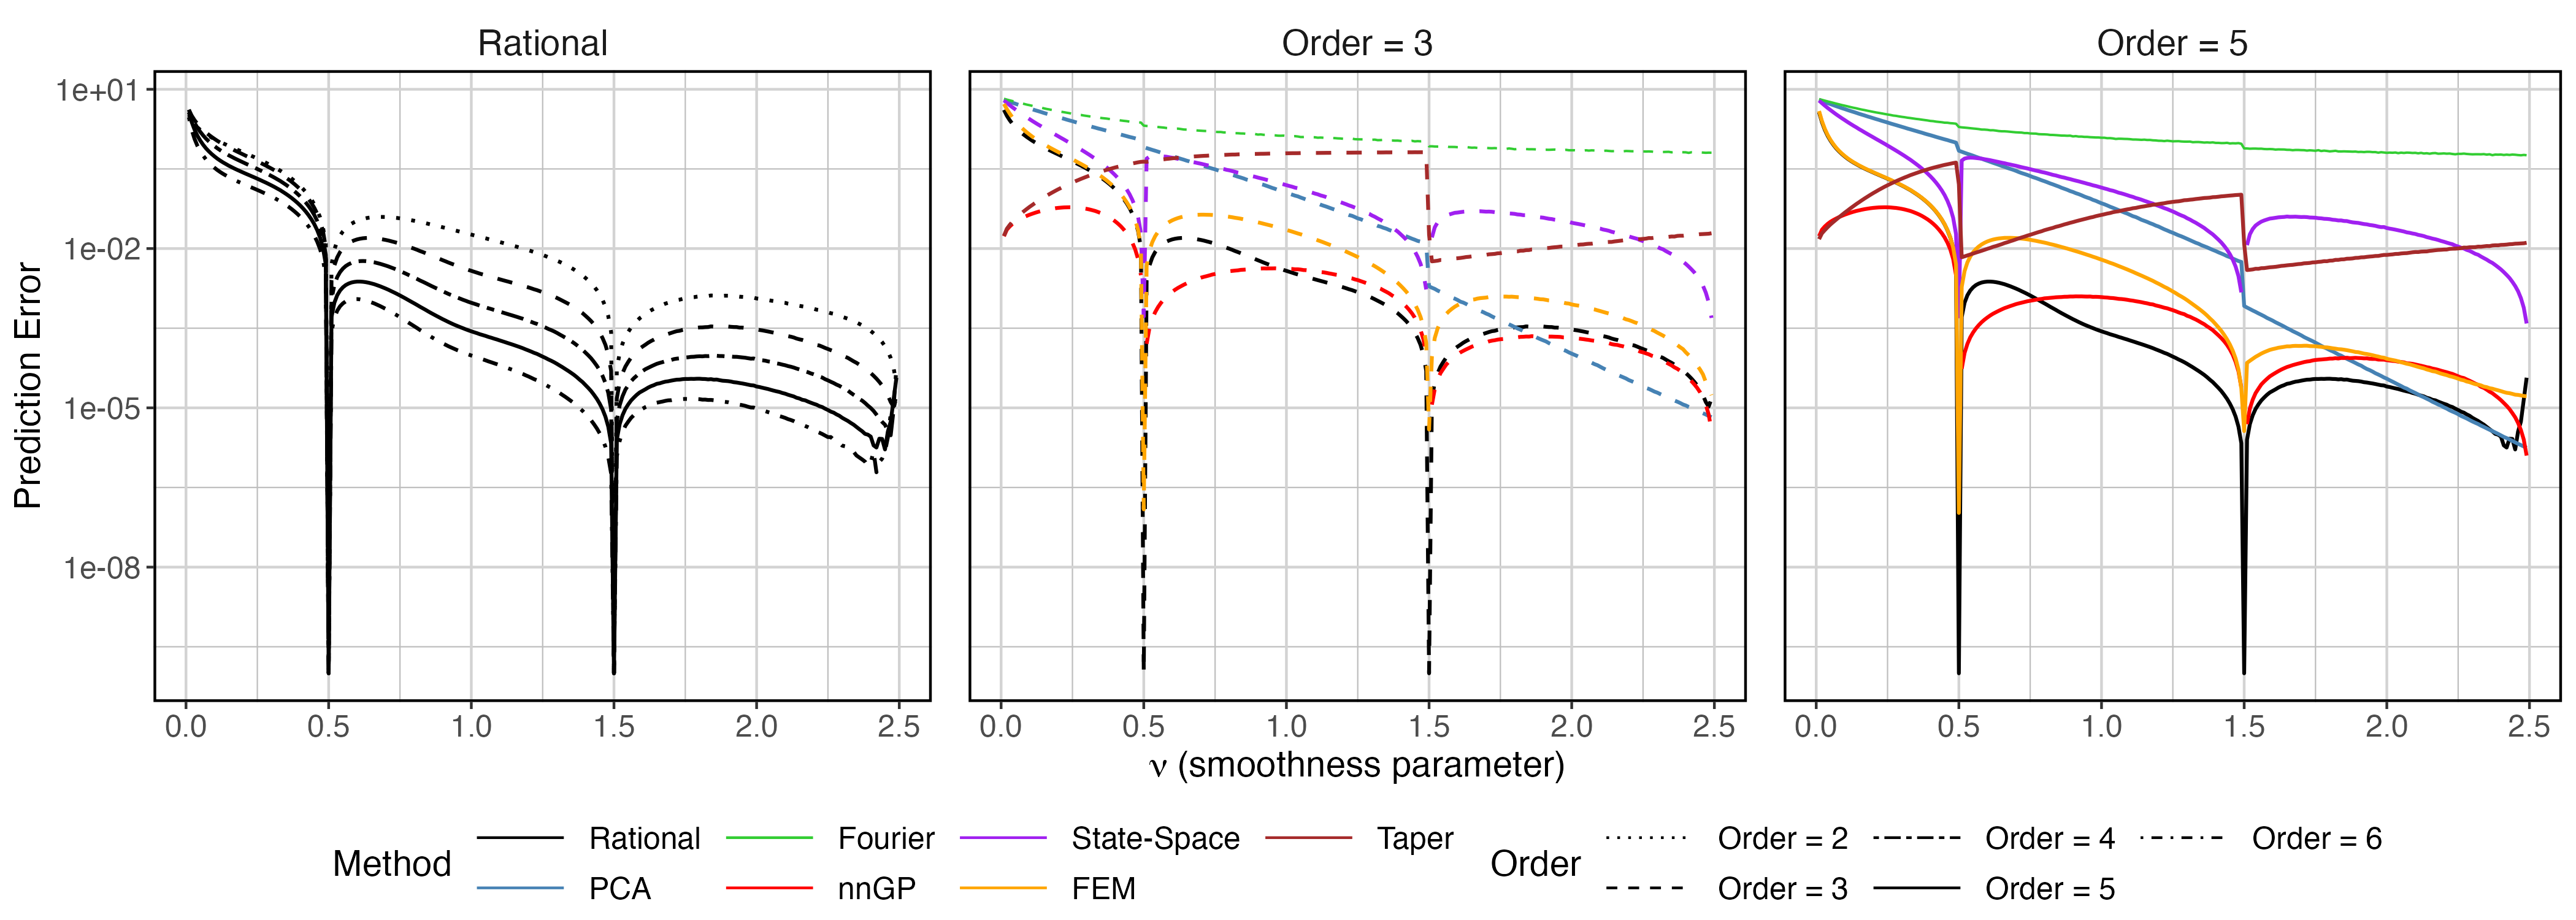 Rational
Order = 3
Order = 5
Prediction Error
1e+01
1e-02
1e-05
1e-08
0.0 0.5 1.0 1.5 2.0 2.5
0.0 0.5 1.0 1.5 2.0 2.5
0.0 0.5 1.0 1.5 2.0 2.5
ν (smoothness parameter)
Method
Rational Fourier State-Space Taper
PCA nnGP FEM
Order
Order = 2 Order = 4 Order = 6
Order = 3 Order = 5